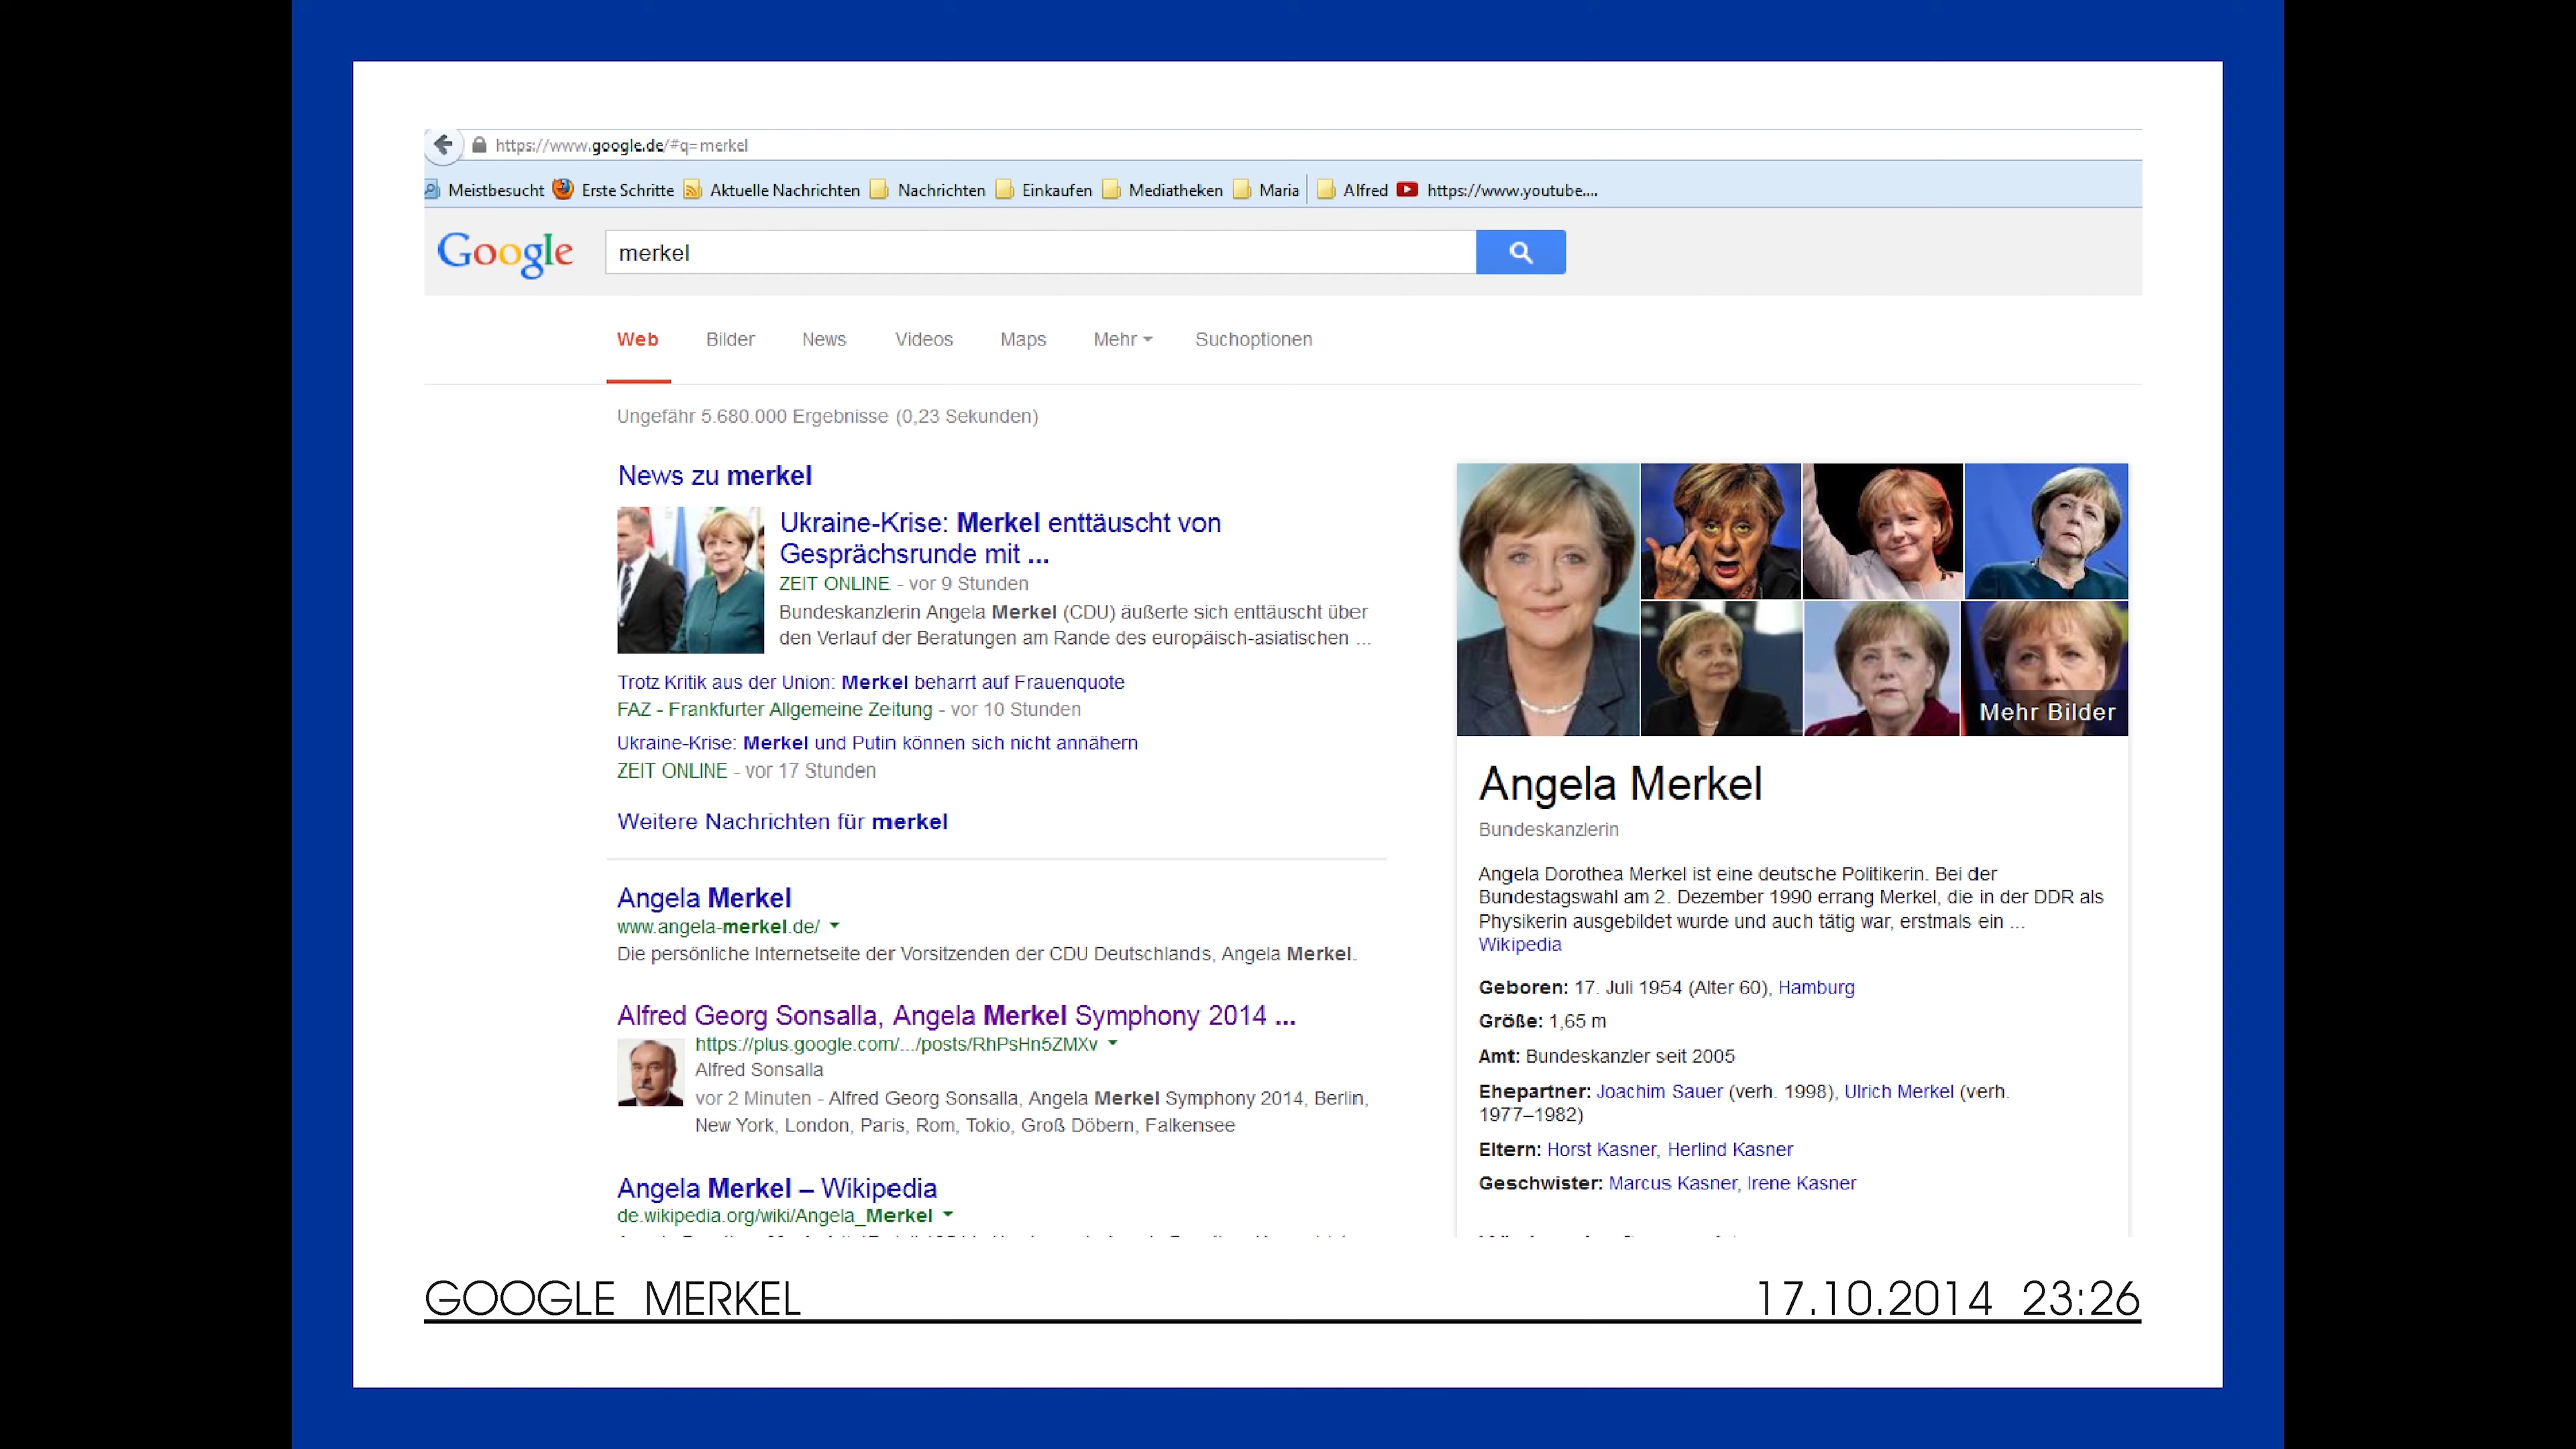 https://www.google.de/#q=merkel
Meistbesucht Erste Schritte Aktuelle Nachrichten Nachrichten Einkaufen Mediatheken Maria Alfred https://www.youtube....
Google merkel
Web Bilder News Videos Maps Mehr Suchoptionen
Ungefähr 5.680.000 Ergebnisse (0,23 Sekunden)
News zu merkel
Ukraine-Krise: Merkel enttäuscht von
Gesprächsrunde mit ...
ZEIT ONLINE - vor 9 Stunden
Bundeskanzlerin Angela Merkel (CDU) äußerte sich enttäuscht über
den Verlauf der Beratungen am Rande des europäisch-asiatischen ...
Trotz Kritik aus der Union: Merkel beharrt auf Frauenquote
FAZ - Frankfurter Allgemeine Zeitung - vor 10 Stunden
Ukraine-Krise: Merkel und Putin können sich nicht annähern
ZEIT ONLINE - vor 17 Stunden
Weitere Nachrichten für merkel
Angela Merkel
www.angela-merkel.de/
Die persönliche Internetseite der Vorsitzenden der CDU Deutschlands, Angela Merkel.
Alfred Georg Sonsalla, Angela Merkel Symphony 2014 ...
https://plus.google.com/.../posts/RhPsHn5ZMXv
Alfred Sonsalla
vor 2 Minuten - Alfred Georg Sonsalla, Angela Merkel Symphony 2014, Berlin,
New York, London, Paris, Rom, Tokio, Groß Döbern, Falkensee
Angela Merkel – Wikipedia
de.wikipedia.org/wiki/Angela_Merkel
Mehr Bilder
Angela Merkel
Bundeskanzlerin
Angela Dorothea Merkel ist eine deutsche Politikerin. Bei der
Bundestagswahl am 2. Dezember 1990 errang Merkel, die in der DDR als
Physikerin ausgebildet wurde und auch tätig war, erstmals ein ...
Wikipedia
Geboren: 17. Juli 1954 (Alter 60), Hamburg
Größe: 1,65 m
Amt: Bundeskanzler seit 2005
Ehepartner: Joachim Sauer (verh. 1998), Ulrich Merkel (verh.
1977–1982)
Eltern: Horst Kasner, Herlind Kasner
Geschwister: Marcus Kasner, Irene Kasner
GOOGLE MERKEL 17.10.2014 23:26